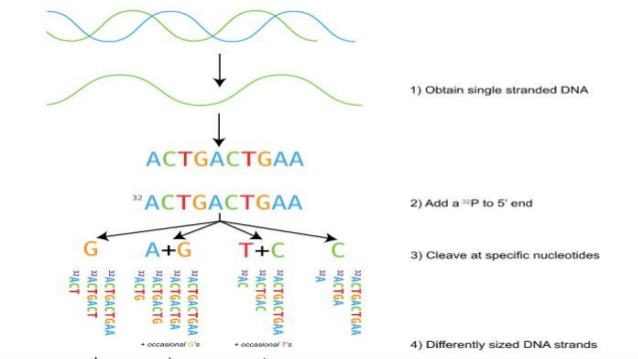 1) Obtain single stranded DNA
ACTGACTGAA
32ACTGACTGAA
2) Add a 32P to 5' end
G A+G T+C C
3) Cleave at specific nucleotides
32ACT
32ACTGACT
32ACTGACTGAA
32ACTG
32ACTGACTG
32ACTGACTGA
32ACTGACTGAA
32AC
32ACTGAC
32ACTGACTGAA
32A
32ACTGA
32ACTGACTGAA
+ occasional G's
+ occasional T's
4) Differently sized DNA strands